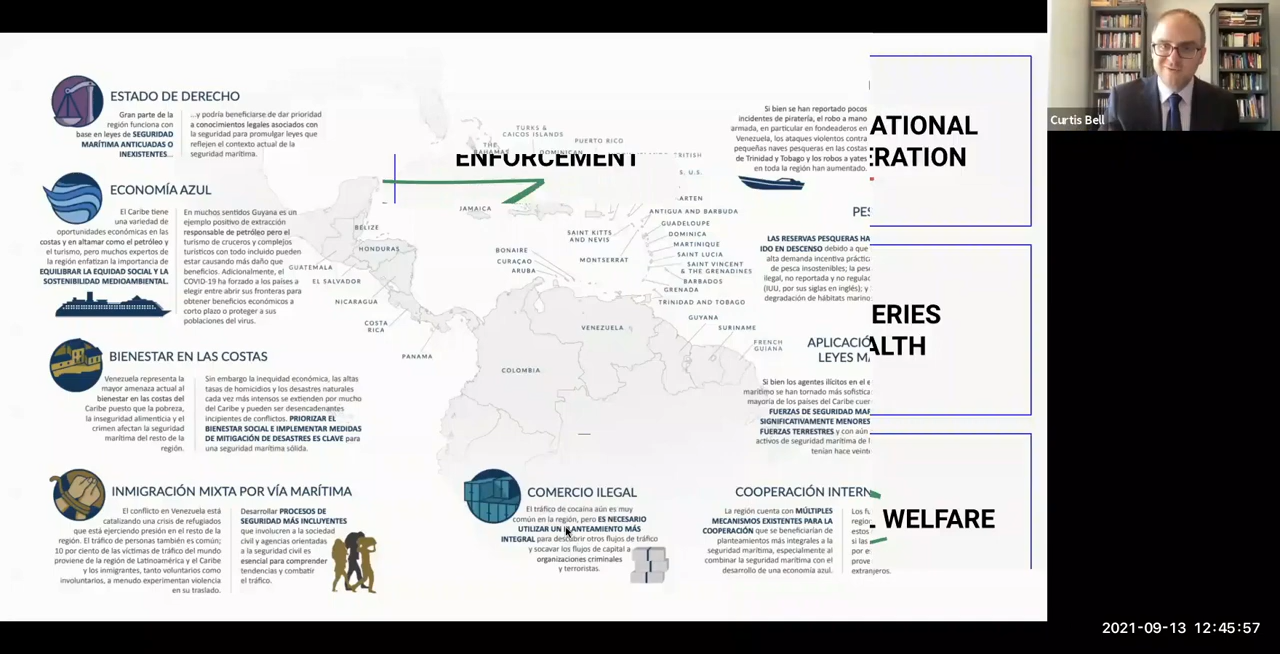 ESTADO DE DERECHO
Gran parte de la
región funciona con
base en leyes de SEGURIDAD
MARÍTIMA ANTICUADAS O
INEXISTENTES...
...y podría beneficiarse de dar prioridad
a conocimientos legales asociados con
la seguridad para promulgar leyes que
reflejen el contexto actual de la
seguridad marítima.
ECONOMÍA AZUL
El Caribe tiene
una variedad de
oportunidades económicas en las
costas y en altamar como el petróleo y
el turismo, pero muchos expertos de
la región enfatizan la importancia de
EQUILIBRAR LA EQUIDAD SOCIAL Y LA
SOSTENIBILIDAD MEDIOAMBIENTAL.
En muchos sentidos Guyana es un
ejemplo positivo de extracción
responsable de petróleo pero el
turismo de cruceros y complejos
turísticos con todo incluido pueden
estar causando más daño que
beneficios. Adicionalmente, el
COVID-19 ha forzado a los países a
elegir entre abrir sus fronteras para
obtener beneficios económicos a
corto plazo o proteger a sus
poblaciones del virus.
BIENESTAR EN LAS COSTAS
Venezuela representa la
mayor amenaza actual al
bienestar en las costas del
Caribe puesto que la pobreza,
la inseguridad alimenticia y el
crimen afectan la seguridad
marítima del resto de la
región.
Sin embargo la inequidad económica, las altas
tasas de homicidios y los desastres naturales
cada vez más intensos se extienden por mucho
del Caribe y pueden ser desencadenantes
incipientes de conflictos. PRIORIZAR EL
BIENESTAR SOCIAL E IMPLEMENTAR MEDIDAS
DE MITIGACIÓN DE DESASTRES ES CLAVE para
una seguridad marítima sólida.
INMIGRACIÓN MIXTA POR VÍA MARÍTIMA
El conflicto en Venezuela está
catalizando una crisis de refugiados
que está ejerciendo presión en el resto de la
región. El tráfico de personas también es común;
10 por ciento de las víctimas de tráfico del mundo
proviene de la región de Latinoamérica y el Caribe
y los inmigrantes, tanto voluntarios como
involuntarios, a menudo experimentan violencia
en su traslado.
Desarrollar PROCESOS DE
SEGURIDAD MÁS INCLUYENTES
que involucren a la sociedad
civil y agencias orientadas
a la seguridad civil es
esencial para comprender
tendencias y combatir
el tráfico.
TURKS &
CAICOS ISLANDS
PUERTO RICO
THE
BAHAMAS
DOMINICAN
RITISH
ENFORCEMENT
S. U.S.
ARTEN
JAMAICA
ANTIGUA AND BARBUDA
GUADELOUPE
DOMINICA
MARTINIQUE
SAINT LUCIA
SAINT VINCENT
& THE GRENADINES
BARBADOS
GRENADA
TRINIDAD AND TOBAGO
SAINT KITTS
AND NEVIS
MONTSERRAT
BONAIRE
CURAÇAO
ARUBA
BELIZE
HONDURAS
GUATEMALA
EL SALVADOR
NICARAGUA
COSTA
RICA
PANAMA
VENEZUELA
COLOMBIA
GUYANA
SURINAME
FRENCH
GUIANA
COMERCIO ILEGAL
El tráfico de cocaína aún es muy
común en la región, pero ES NECESARIO
UTILIZAR UN PLANTEAMIENTO MÁS
INTEGRAL para descubrir otros flujos de tráfico
y socavar los flujos de capital a
organizaciones criminales
y terroristas.
Si bien se han reportado pocos
incidentes de piratería, el robo a mano
armada, en particular en fondeaderos en
Venezuela, los ataques violentos contra
pequeñas naves pesqueras en las costas
de Trinidad y Tobago y los robos a yates
en toda la región han aumentado.
PES
LAS RESERVAS PESQUERAS HA
IDO EN DESCENSO debido a que
alta demanda incentiva práctic
de pesca insostenibles; la pes
ilegal, no reportada y no regulad
(IUU, por sus siglas en inglés); y
degradación de hábitats marino
APLICACIÓ
LEYES MA
Si bien los agentes ilícitos en el e
marítimo se han tornado más sofistica
mayoría de los países del Caribe cuen
FUERZAS DE SEGURIDAD MAR
SIGNIFICATIVAMENTE MENORES
FUERZAS TERRESTRES y con aún
activos de seguridad marítima de l
tenían hace veinte
COOPERACIÓN INTERN
La región cuenta con MÚLTIPLES
MECANISMOS EXISTENTES PARA LA
COOPERACIÓN que se beneficiarían de
planteamientos más integrales a la
seguridad marítima, especialmente al
combinar la seguridad marítima con el
desarrollo de una economía azul.
Los fu
region
estos
si las
por e
prove
extranjeros.
ATIONAL
ERATION
ERIES
ALTH
L WELFARE
Curtis Bell
2021-09-13 12:45:57